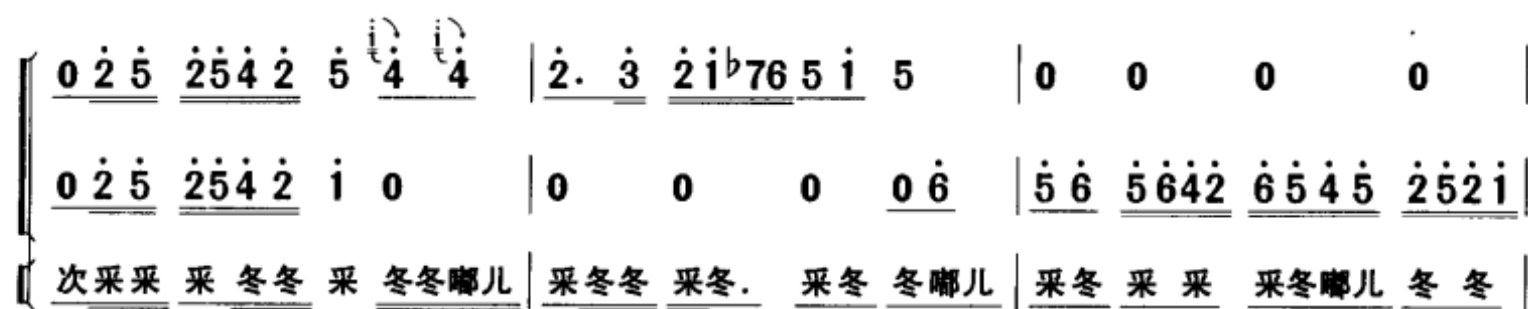 0 2̇ 5̇ 2̇5̇4̇ 2̇ 5̇ i 4̇ i 4̇ | 2̇. 3̇ 2̇ 1̇ ♭76 5 1̇ 5 | 0 0 0 0 |
0 2̇ 5̇ 2̇5̇4̇ 2̇ 1̇ 0 | 0 0 0 0 6̇ | 5̇ 6̇ 5̇ 6̇4̇2̇ 6̇ 5̇ 4̇ 5̇ 2̇5̇2̇1̇ |
次采采 采 冬冬 采 冬冬嘟儿 | 采冬冬 采冬. 采冬 冬嘟儿 | 采冬 采 采 采冬嘟儿 冬 冬 |